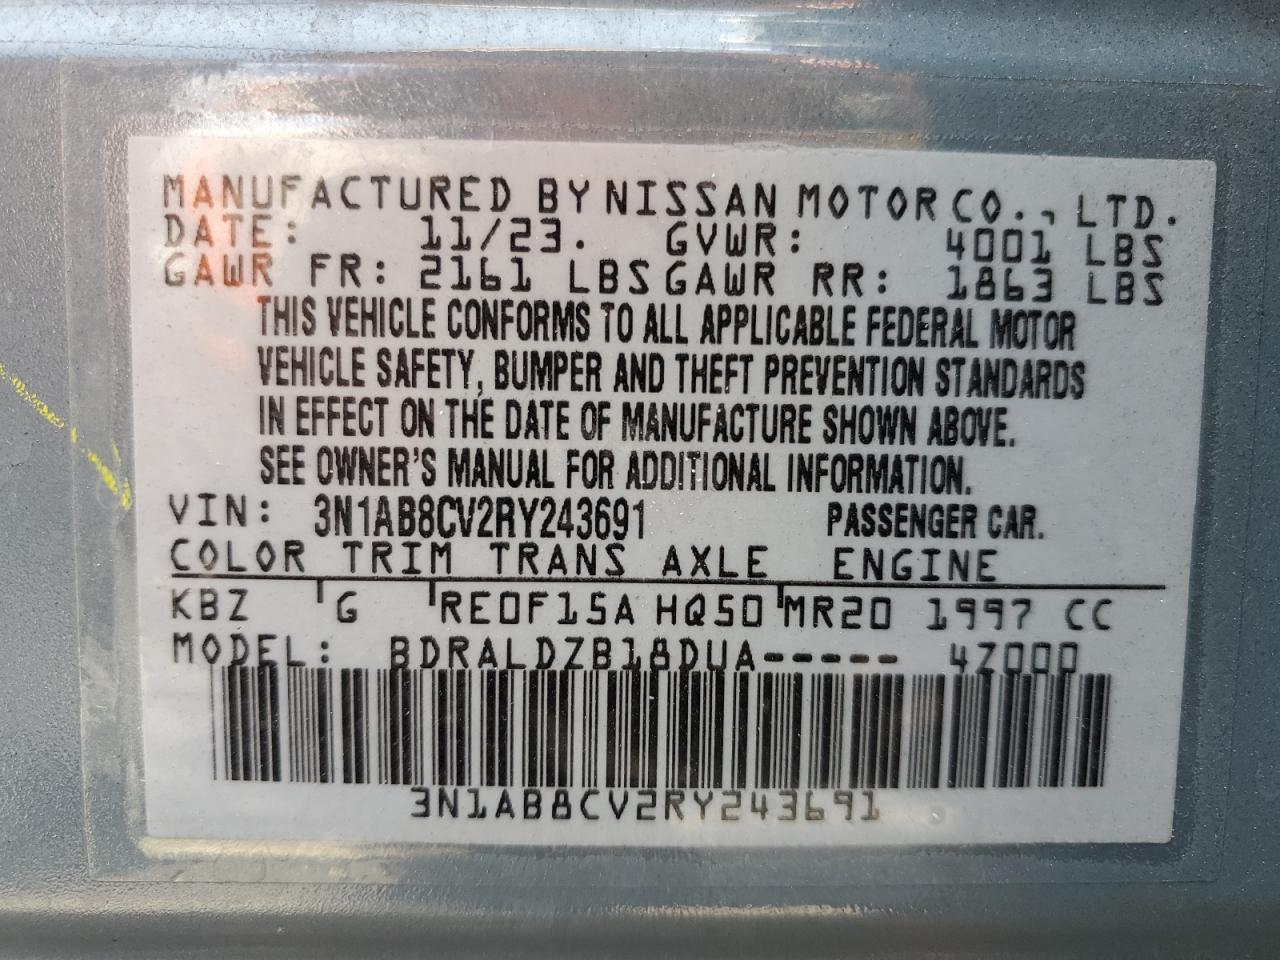 MANUFACTURED BY NISSAN MOTOR CO., LTD.
DATE: 11/23. GVWR: 4001 LBS
GAWR FR: 2161 LBS GAWR RR: 1863 LBS
THIS VEHICLE CONFORMS TO ALL APPLICABLE FEDERAL MOTOR
VEHICLE SAFETY, BUMPER AND THEFT PREVENTION STANDARDS
IN EFFECT ON THE DATE OF MANUFACTURE SHOWN ABOVE.
SEE OWNER'S MANUAL FOR ADDITIONAL INFORMATION.
VIN: 3N1AB8CV2RY243691 PASSENGER CAR.
COLOR TRIM TRANS AXLE ENGINE
KBZ G RE0F15A HQ50 MR20 1997 CC
MODEL: BDRALDZB18DUA----- 4Z000
3N1AB8CV2RY243691